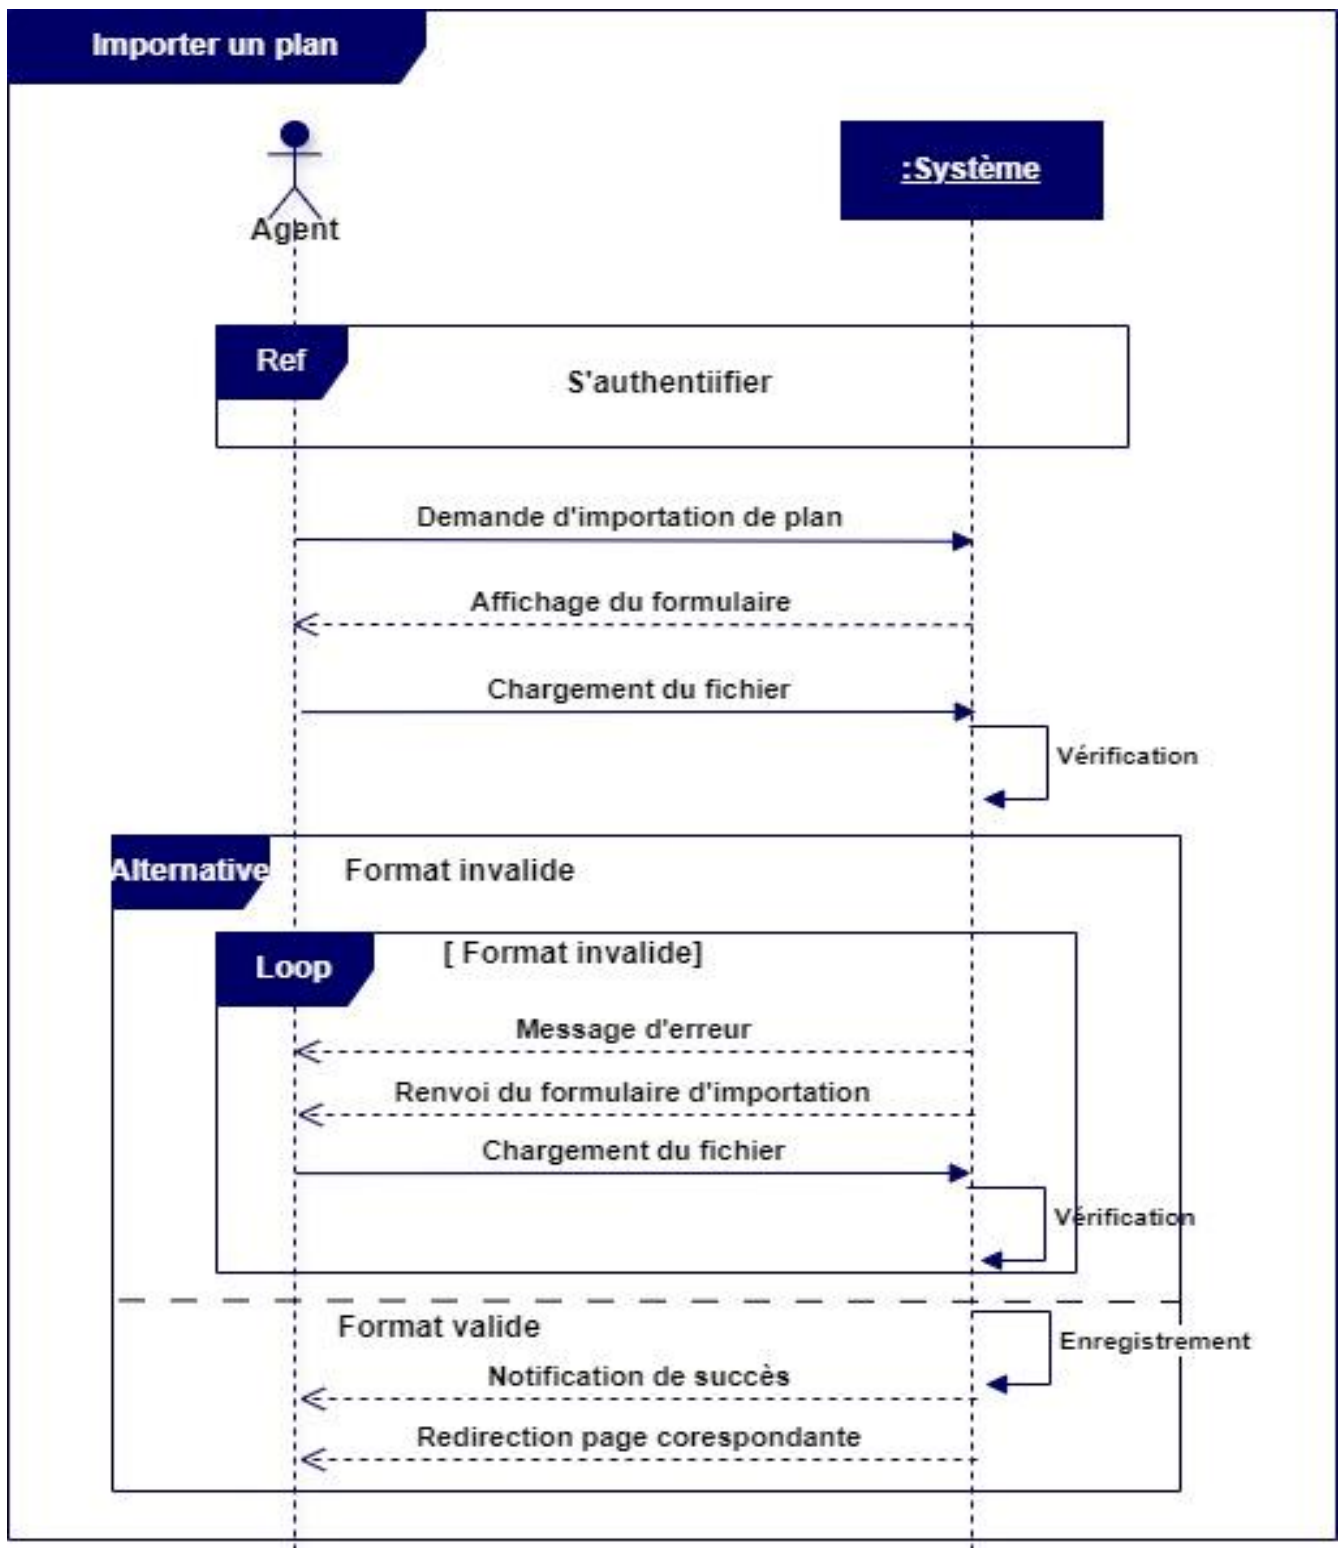 Importer un plan
:Système
Agent
Ref
S'authentiifier
Demande d'importation de plan
Affichage du formulaire
Chargement du fichier
Vérification
Alternative
Format invalide
Loop
[ Format invalide]
Message d'erreur
Renvoi du formulaire d'importation
Chargement du fichier
Vérification
Format valide
Enregistrement
Notification de succès
Redirection page corespondante